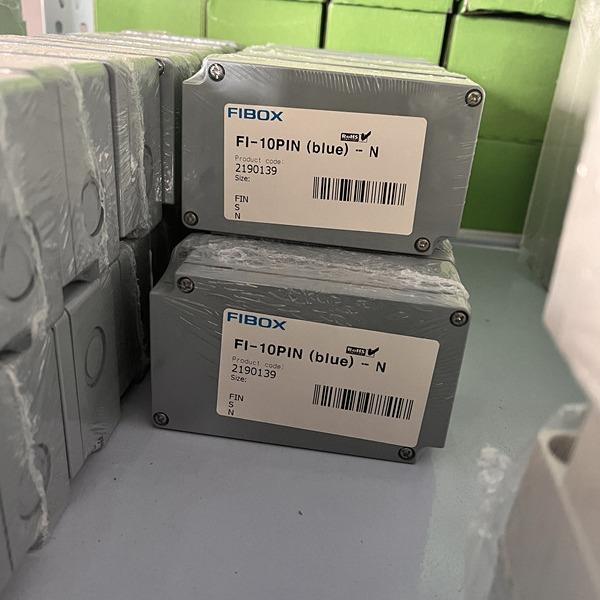 FIBOX
RoHS
FI-10PIN (blue) - N
Product code:
2190139
Size:
FIN
S
N
FIBOX
RoHS
FI-10PIN (blue) - N
Product code:
2190139
Size:
FIN
S
N